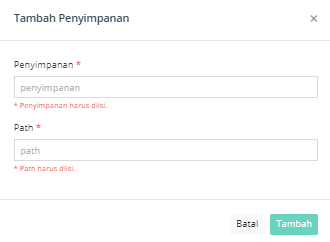 Tambah Penyimpanan ×
Penyimpanan *
penyimpanan
* Penyimpanan harus diisi.
Path *
path
* Path harus diisi.
Batal Tambah